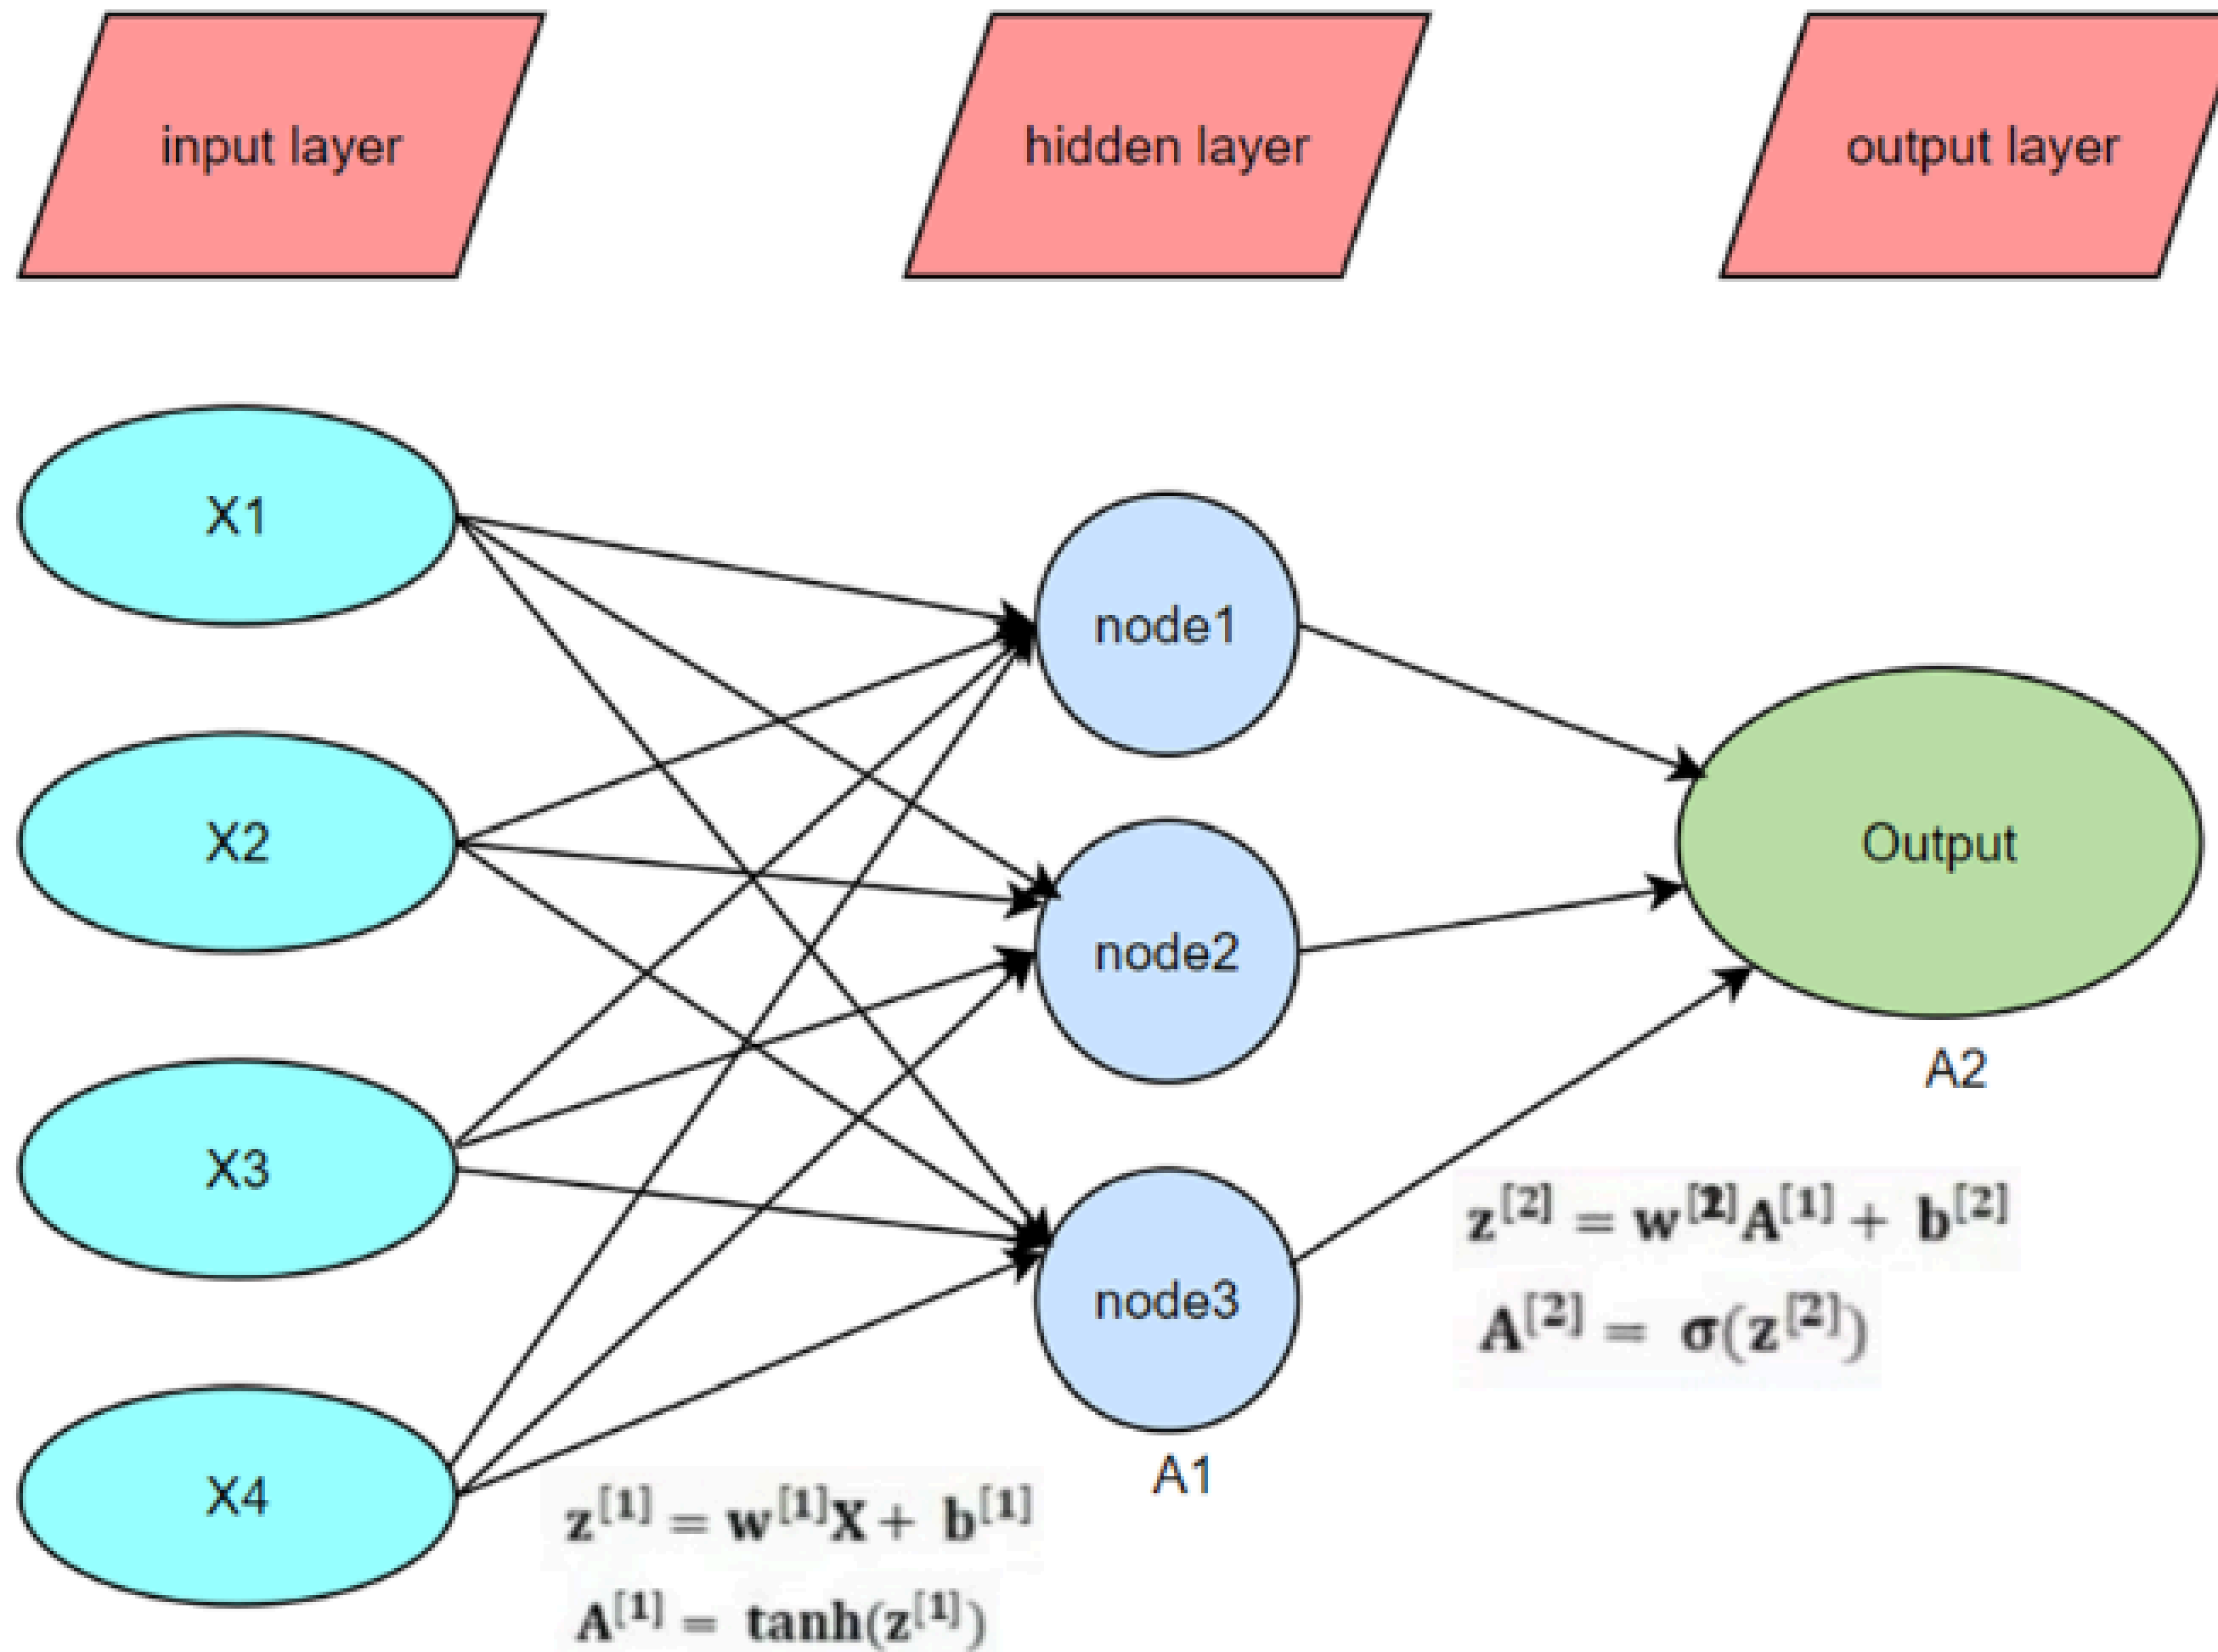 input layer
hidden layer
output layer
X1
X2
X3
X4
node1
node2
node3
A1
Output
A2
z[1] = w[1]X + b[1]
A[1] = tanh(z[1])
z[2] = w[2]A[1] + b[2]
A[2] = σ(z[2])